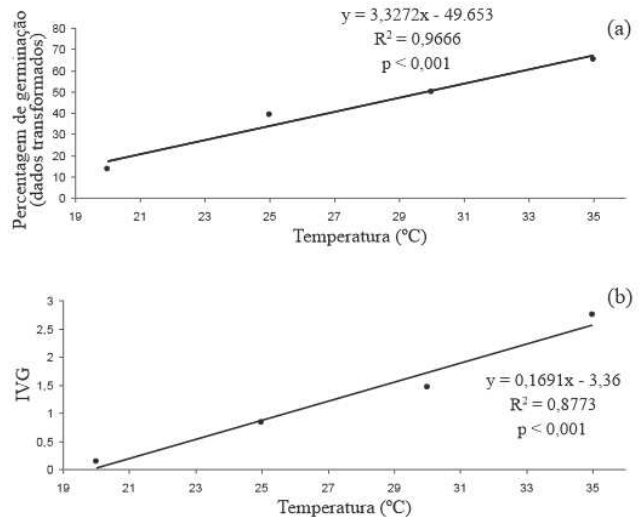 y = 3,3272x - 49.653
R² = 0,9666
p < 0,001
(a)
Percentagem de germinação
(dados transformados)
80
70
60
50
40
30
20
10
0
19 21 23 25 27 29 31 33 35
Temperatura (ºC)
(b)
IVG
3
2.5
2
1.5
1
0.5
0
y = 0,1691x - 3,36
R² = 0,8773
p < 0,001
19 21 23 25 27 29 31 33 35
Temperatura (ºC)